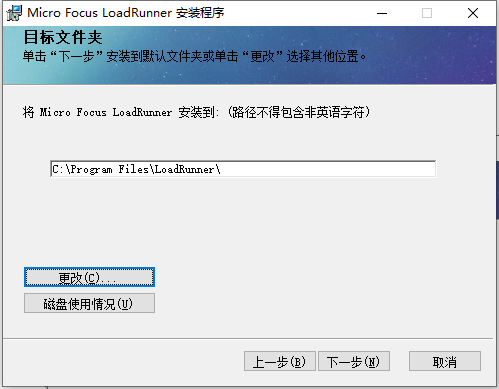 Micro Focus LoadRunner 安装程序
目标文件夹
单击“下一步”安装到默认文件夹或单击“更改”选择其他位置。
将 Micro Focus LoadRunner 安装到: (路径不得包含非英语字符)
C:\Program Files\LoadRunner\
更改(C)...
磁盘使用情况(U)
上一步(B) 下一步(N) 取消